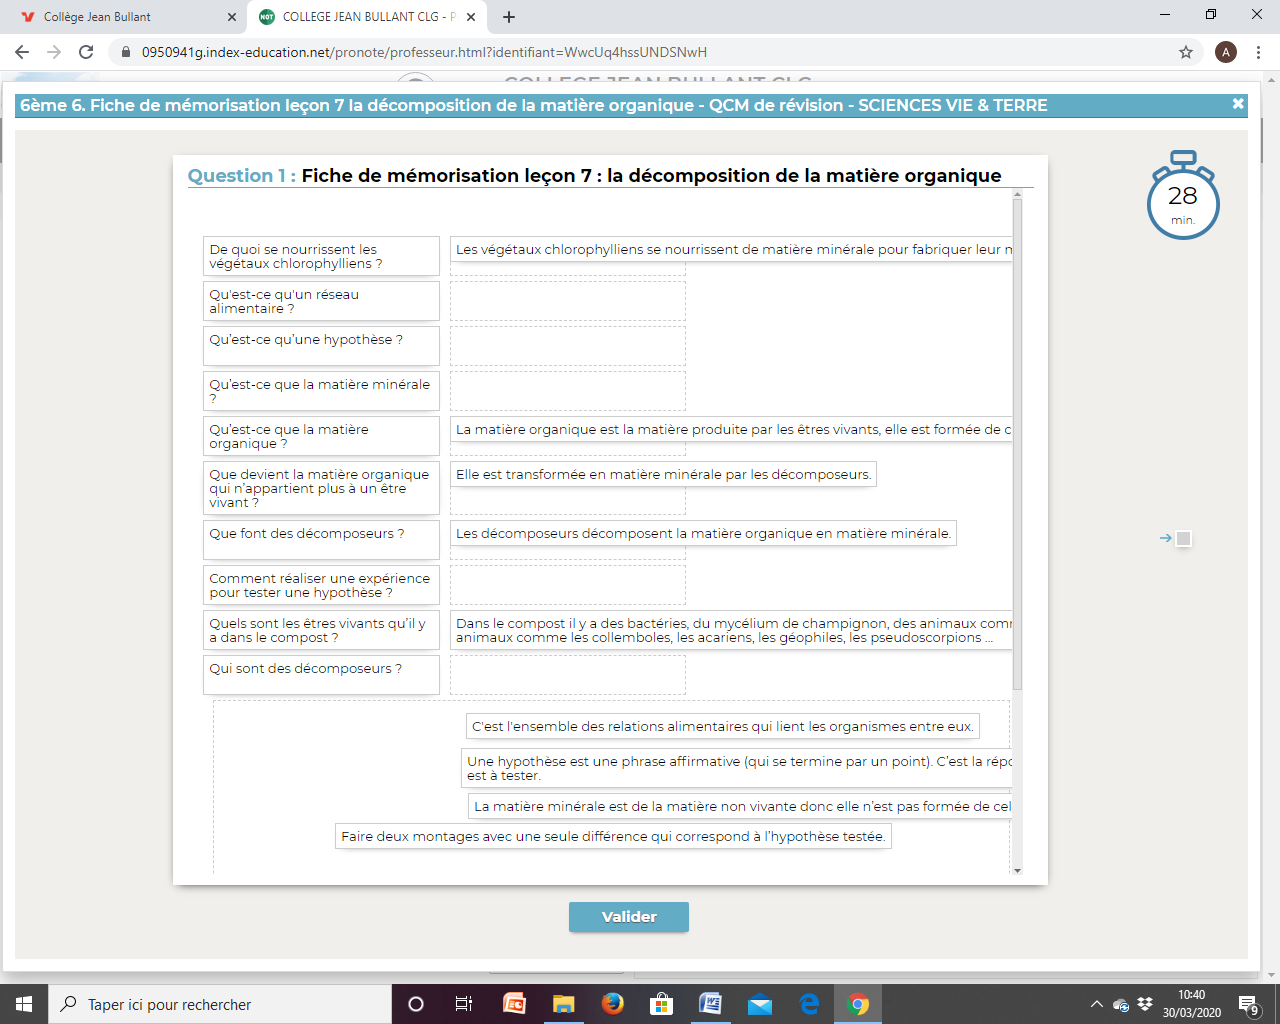 Collège Jean Bullant
NOT
COLLEGE JEAN BULLANT CLG - P
0950941g.index-education.net/pronote/professeur.html?identifiant=WwcUq4hssUNDSNwH
A
COLLEGE JEAN BULLANT CLG
6ème 6. Fiche de mémorisation leçon 7 la décomposition de la matière organique - QCM de révision - SCIENCES VIE & TERRE
Question 1 : Fiche de mémorisation leçon 7 : la décomposition de la matière organique
28
min.
De quoi se nourrissent les
végétaux chlorophylliens ?
Les végétaux chlorophylliens se nourrissent de matière minérale pour fabriquer leur m
Qu'est-ce qu'un réseau
alimentaire ?
Qu’est-ce qu’une hypothèse ?
Qu’est-ce que la matière minérale
?
Qu’est-ce que la matière
organique ?
La matière organique est la matière produite par les êtres vivants, elle est formée de c
Que devient la matière organique
qui n’appartient plus à un être
vivant ?
Elle est transformée en matière minérale par les décomposeurs.
Que font des décomposeurs ?
Les décomposeurs décomposent la matière organique en matière minérale.
Comment réaliser une expérience
pour tester une hypothèse ?
Quels sont les êtres vivants qu’il y
a dans le compost ?
Dans le compost il y a des bactéries, du mycélium de champignon, des animaux comm
animaux comme les collemboles, les acariens, les géophiles, les pseudoscorpions ...
Qui sont des décomposeurs ?
C'est l'ensemble des relations alimentaires qui lient les organismes entre eux.
Une hypothèse est une phrase affirmative (qui se termine par un point). C’est la répo
est à tester.
La matière minérale est de la matière non vivante donc elle n’est pas formée de cel
Faire deux montages avec une seule différence qui correspond à l’hypothèse testée.
Valider
Taper ici pour rechercher
10:40
30/03/2020
9